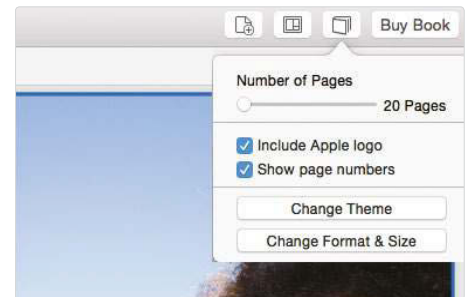 Buy Book
Number of Pages
20 Pages
Include Apple logo
Show page numbers
Change Theme
Change Format & Size